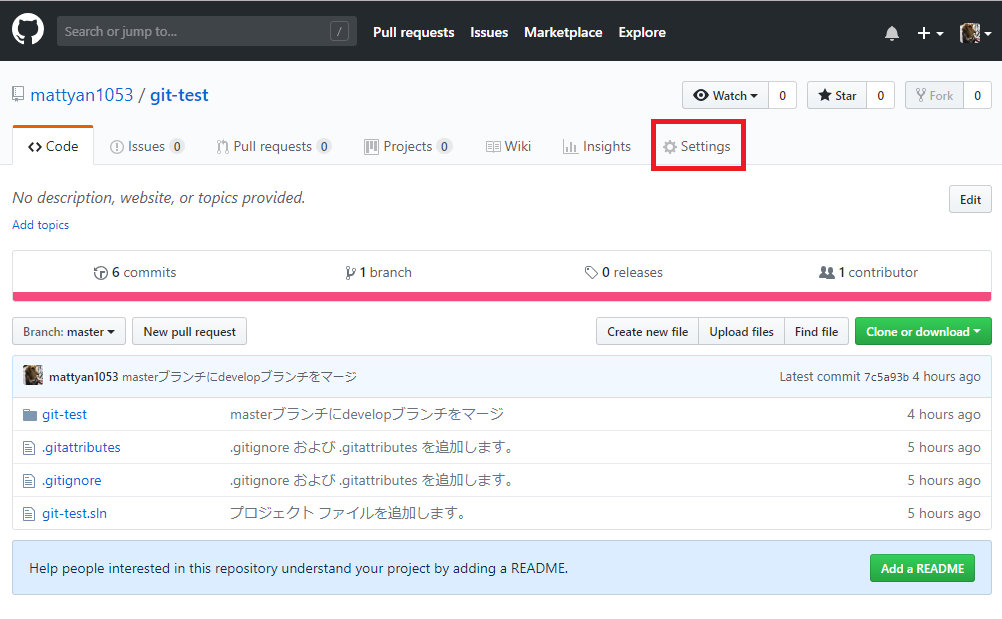 Search or jump to... / Pull requests Issues Marketplace Explore
mattyan1053 / git-test Watch 0 Star 0 Fork 0
Code Issues 0 Pull requests 0 Projects 0 Wiki Insights Settings
No description, website, or topics provided. Edit
Add topics
6 commits 1 branch 0 releases 1 contributor
Branch: master New pull request Create new file Upload files Find file Clone or download
mattyan1053 masterブランチにdevelopブランチをマージ Latest commit 7c5a93b 4 hours ago
git-test masterブランチにdevelopブランチをマージ 4 hours ago
.gitattributes .gitignore および .gitattributes を追加します。 5 hours ago
.gitignore .gitignore および .gitattributes を追加します。 5 hours ago
git-test.sln プロジェクト ファイルを追加します。 5 hours ago
Help people interested in this repository understand your project by adding a README. Add a README